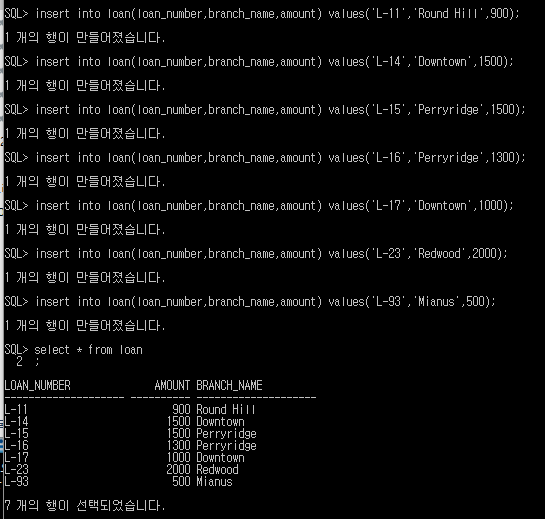 SQL> insert into loan(loan_number,branch_name,amount) values('L-11','Round Hill',900);
1 개의 행이 만들어졌습니다.
SQL> insert into loan(loan_number,branch_name,amount) values('L-14','Downtown',1500);
1 개의 행이 만들어졌습니다.
SQL> insert into loan(loan_number,branch_name,amount) values('L-15','Perryridge',1500);
1 개의 행이 만들어졌습니다.
SQL> insert into loan(loan_number,branch_name,amount) values('L-16','Perryridge',1300);
1 개의 행이 만들어졌습니다.
SQL> insert into loan(loan_number,branch_name,amount) values('L-17','Downtown',1000);
1 개의 행이 만들어졌습니다.
SQL> insert into loan(loan_number,branch_name,amount) values('L-23','Redwood',2000);
1 개의 행이 만들어졌습니다.
SQL> insert into loan(loan_number,branch_name,amount) values('L-93','Mianus',500);
1 개의 행이 만들어졌습니다.
SQL> select * from loan
2 ;
LOAN_NUMBER AMOUNT BRANCH_NAME
-------------------- ---------- --------------------
L-11 900 Round Hill
L-14 1500 Downtown
L-15 1500 Perryridge
L-16 1300 Perryridge
L-17 1000 Downtown
L-23 2000 Redwood
L-93 500 Mianus
7 개의 행이 선택되었습니다.